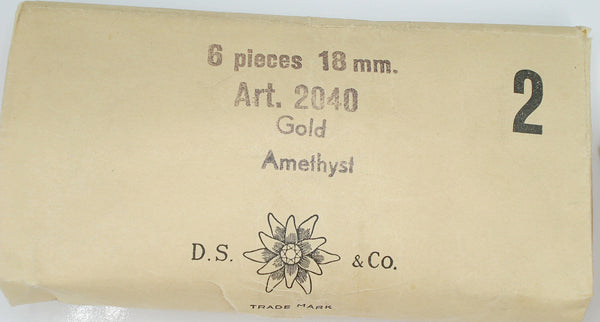 6 pieces 18 mm.
Art. 2040
2
Gold
Amethyst
D.S. & Co.
TRADE MARK